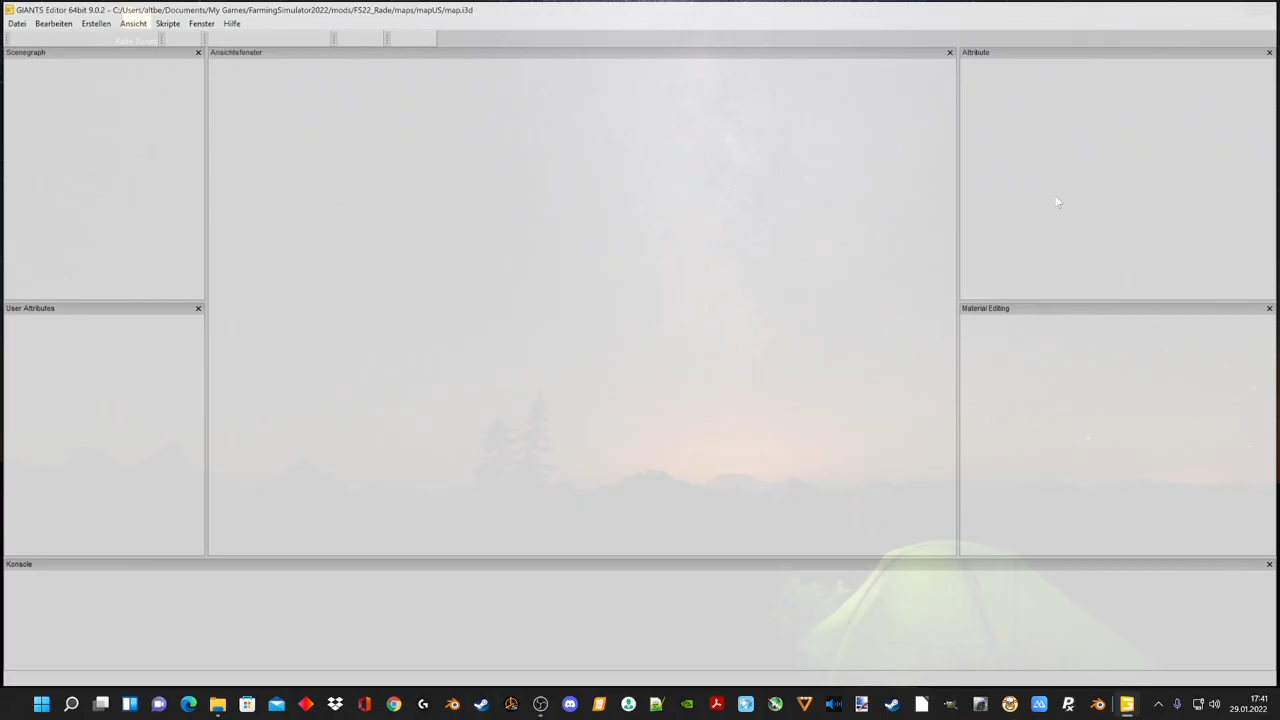 GIANTS Editor 64bit 9.0.2 - C:/Users/altbe/Documents/My Games/FarmingSimulator2022/mods/FS22_Rade/maps/mapUS/map.i3d
Datei Bearbeiten Erstellen Ansicht Skripte Fenster Hilfe
Scenegraph Ansichtsfenster Attribute
User Attributes Material Editing
Konsole
17:41
29.01.2022